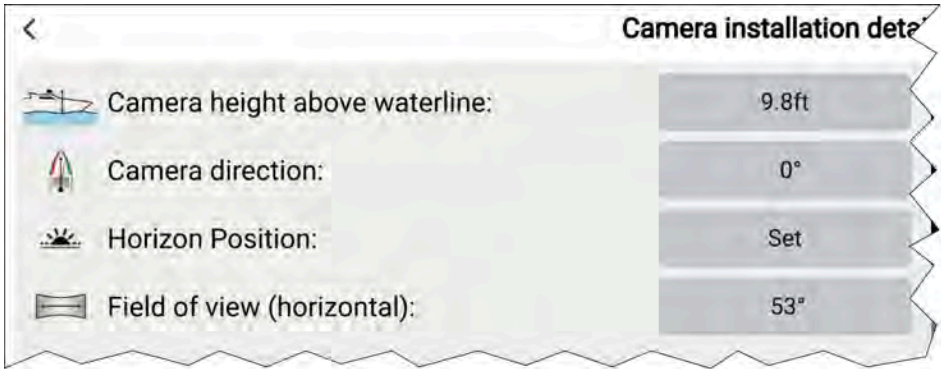 Camera installation deta
Camera height above waterline: 9.8ft
Camera direction: 0°
Horizon Position: Set
Field of view (horizontal): 53°